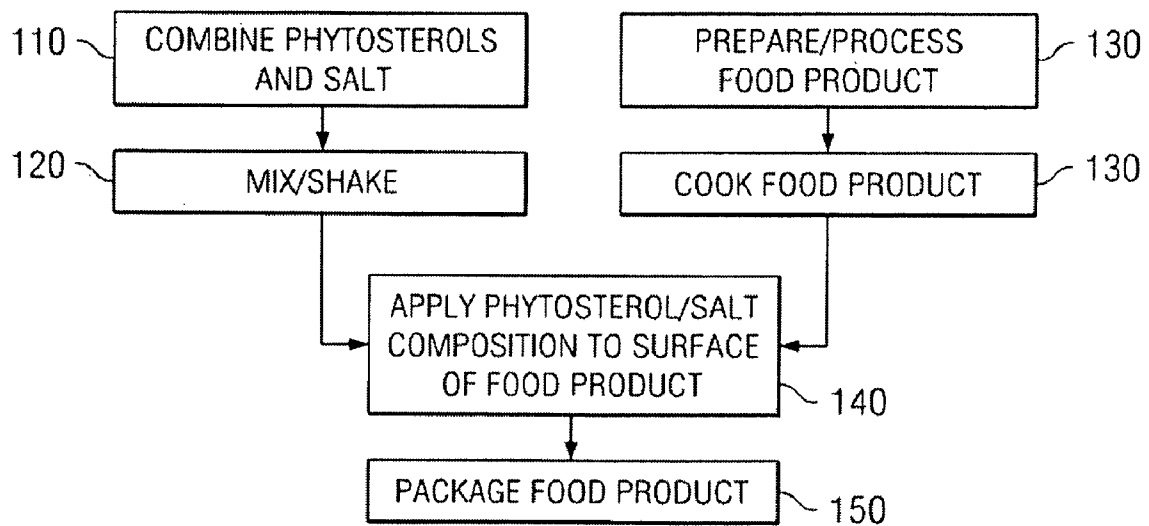 110
COMBINE PHYTOSTEROLS
AND SALT
PREPARE/PROCESS
FOOD PRODUCT
130
120
MIX/SHAKE
COOK FOOD PRODUCT
130
APPLY PHYTOSTEROL/SALT
COMPOSITION TO SURFACE
OF FOOD PRODUCT
140
PACKAGE FOOD PRODUCT
150